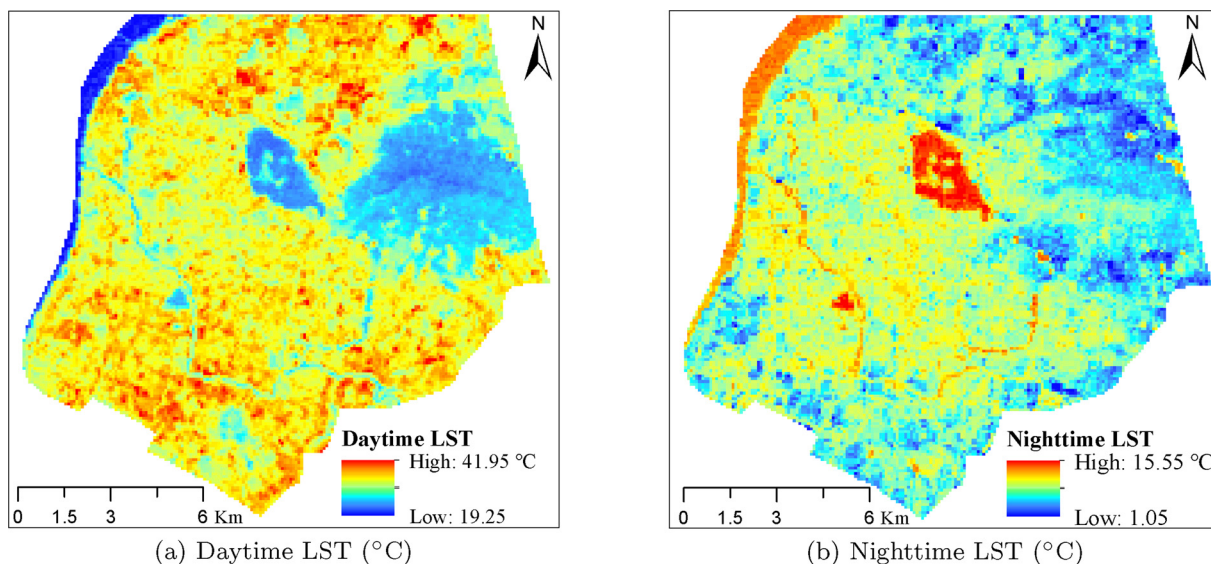 N
Daytime LST
High: 41.95 °C
Low: 19.25
0 1.5 3 6 Km
(a) Daytime LST (°C)
N
Nighttime LST
High: 15.55 °C
Low: 1.05
0 1.5 3 6 Km
(b) Nighttime LST (°C)